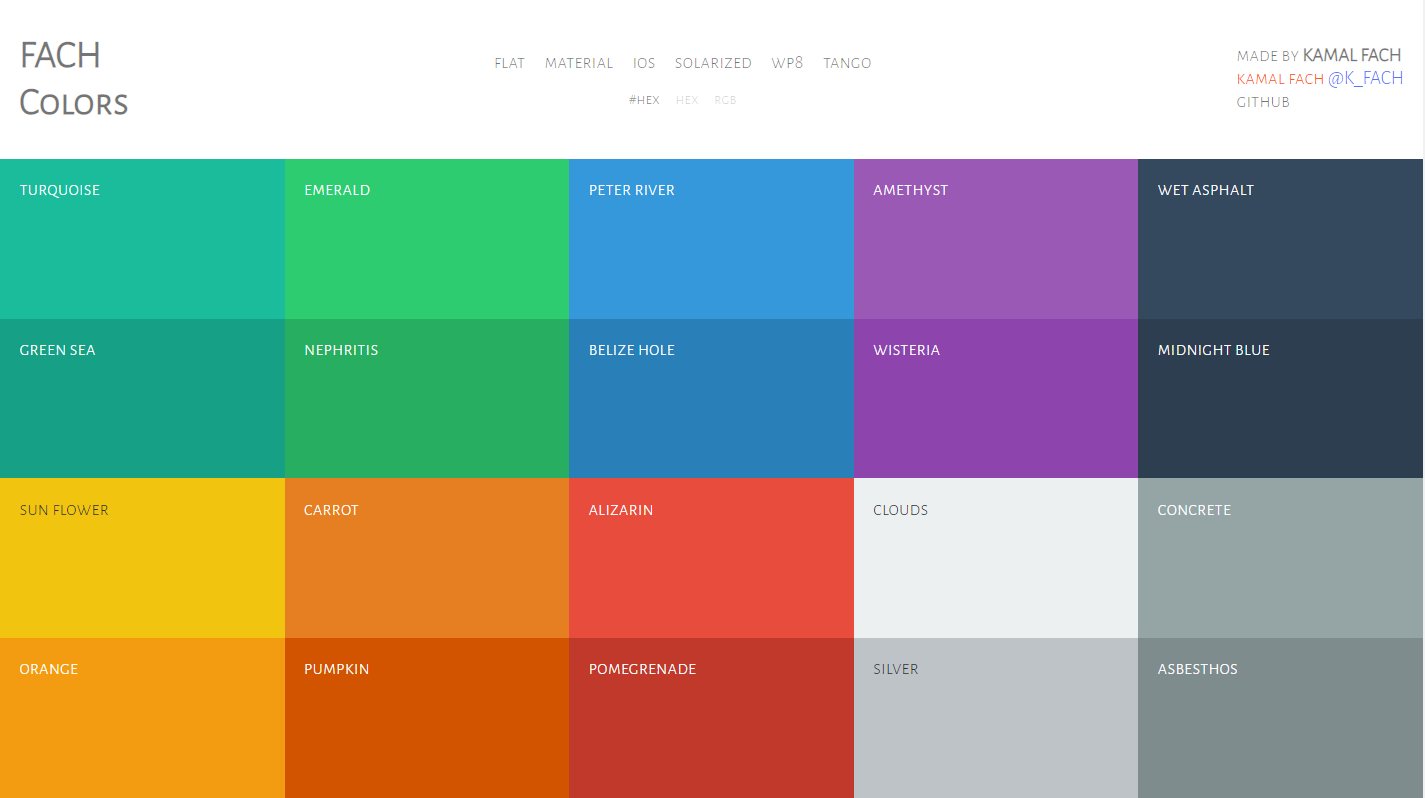 FACH
Colors
FLAT MATERIAL IOS SOLARIZED WP8 TANGO
#HEX HEX RGB
MADE BY KAMAL FACH
KAMAL FACH @K_FACH
GITHUB
TURQUOISE EMERALD PETER RIVER AMETHYST WET ASPHALT
GREEN SEA NEPHRITIS BELIZE HOLE WISTERIA MIDNIGHT BLUE
SUN FLOWER CARROT ALIZARIN CLOUDS CONCRETE
ORANGE PUMPKIN POMEGRENADE SILVER ASBESTHOS